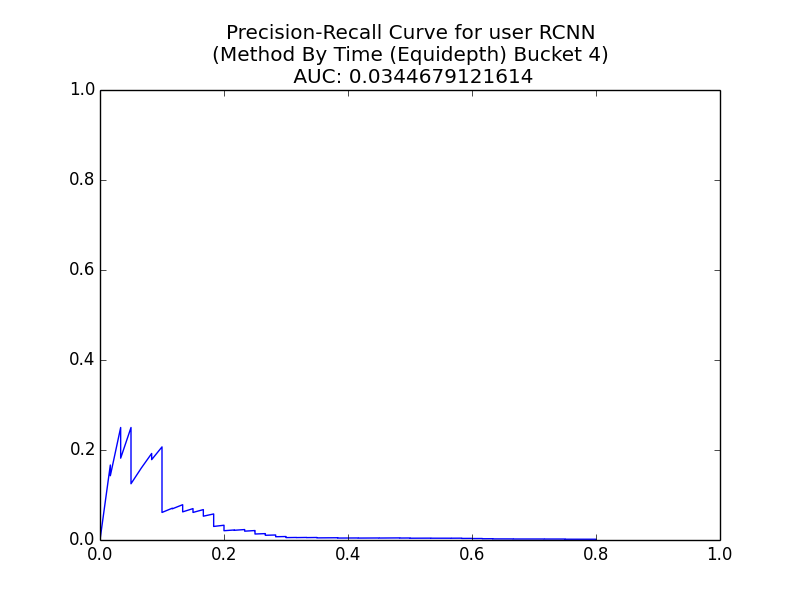 Precision-Recall Curve for user RCNN
(Method By Time (Equidepth) Bucket 4)
AUC: 0.0344679121614
1.0
0.8
0.6
0.4
0.2
0.0
0.0 0.2 0.4 0.6 0.8 1.0